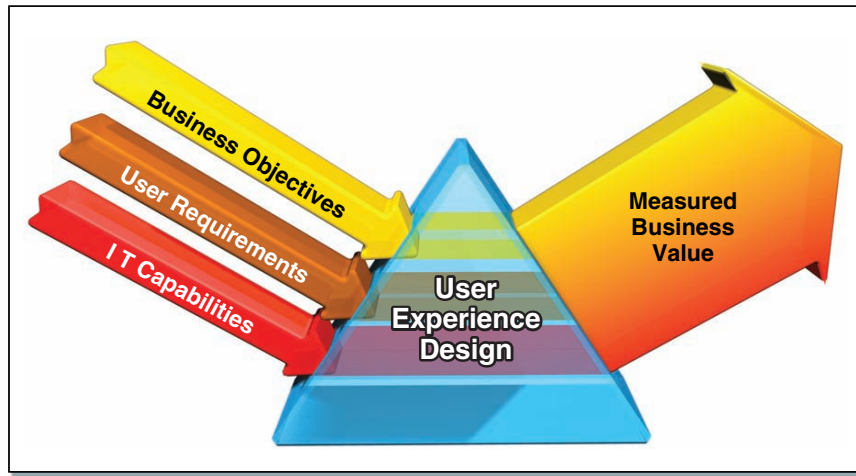 Business Objectives
User Requirements
I T Capabilities
User
Experience
Design
Measured
Business
Value